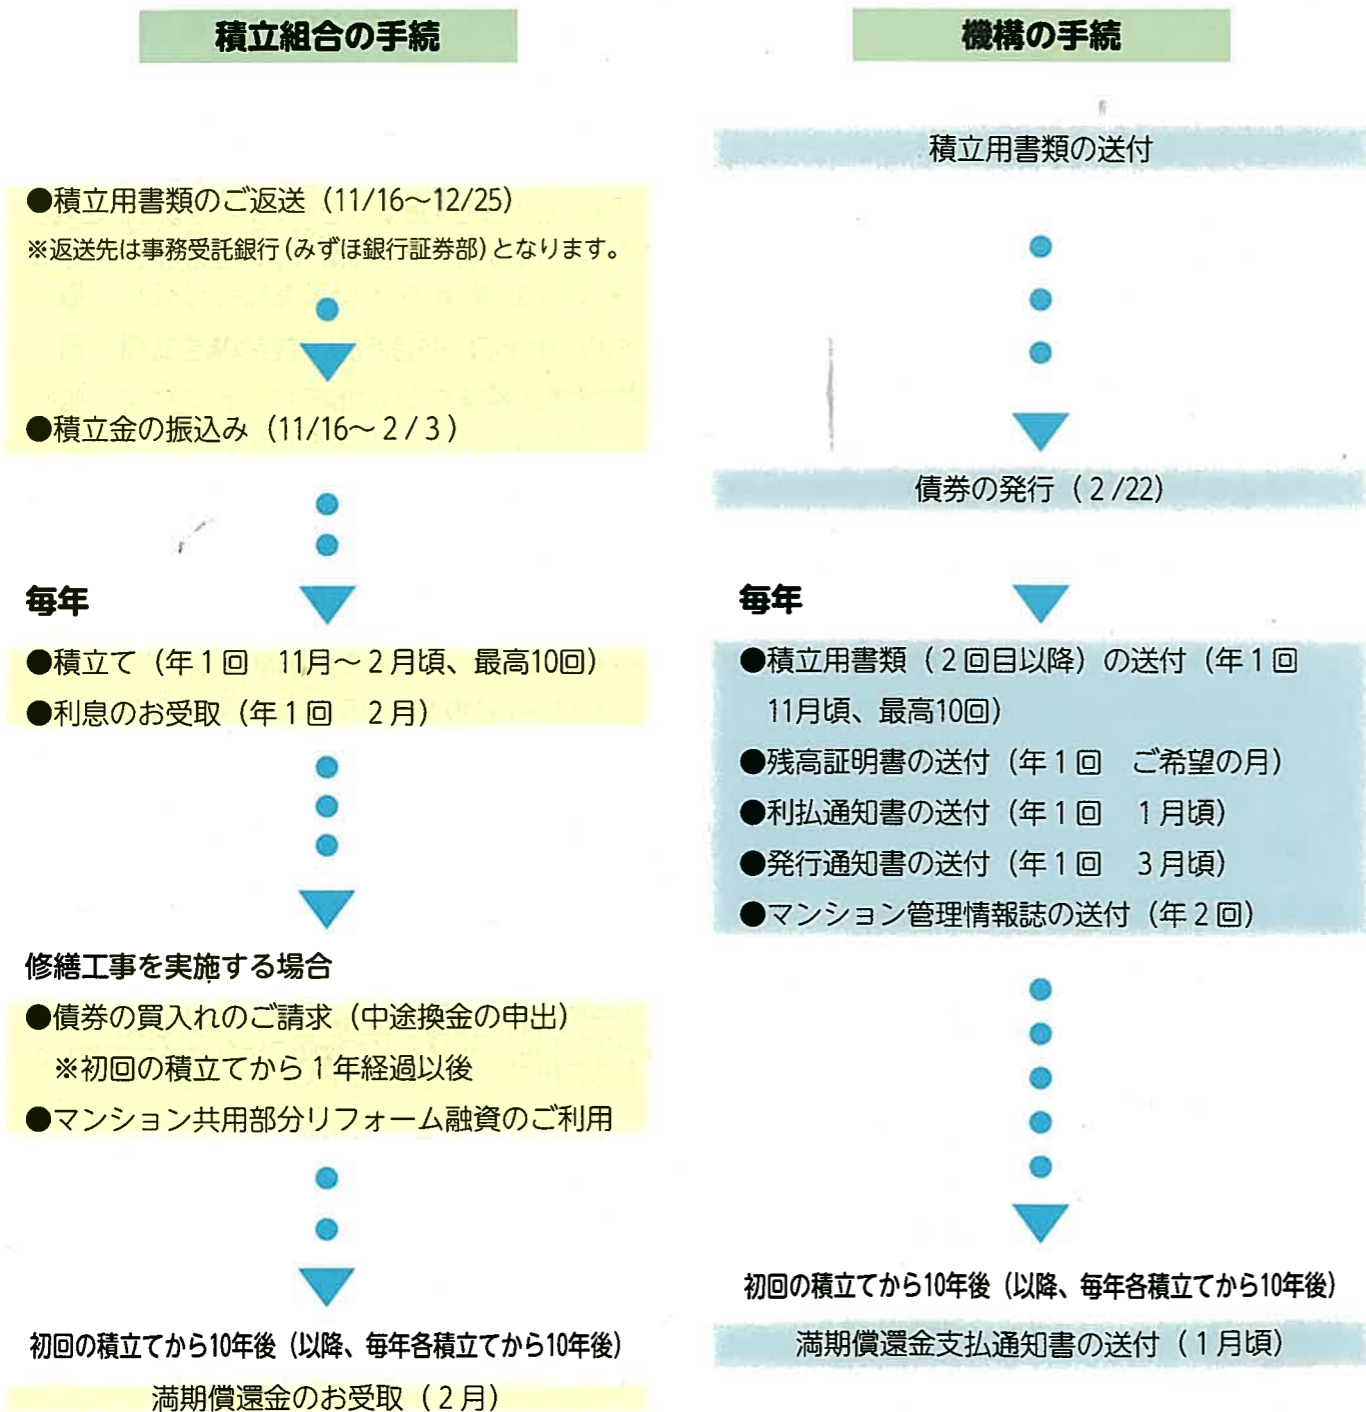 積立組合の手続
●積立用書類のご返送（11/16～12/25）
※返送先は事務受託銀行（みずほ銀行証券部）となります。
●積立金の振込み（11/16～2/3）
毎年
●積立て（年1回　11月～2月頃、最高10回）
●利息のお受取（年1回　2月）
修繕工事を実施する場合
●債券の買入れのご請求（中途換金の申出）
※初回の積立てから1年経過以後
●マンション共用部分リフォーム融資のご利用
初回の積立てから10年後（以降、毎年各積立てから10年後）
満期償還金のお受取（2月）
機構の手続
積立用書類の送付
債券の発行（2/22）
毎年
●積立用書類（2回目以降）の送付（年1回
11月頃、最高10回）
●残高証明書の送付（年1回　ご希望の月）
●利払通知書の送付（年1回　1月頃）
●発行通知書の送付（年1回　3月頃）
●マンション管理情報誌の送付（年2回）
初回の積立てから10年後（以降、毎年各積立てから10年後）
満期償還金支払通知書の送付（1月頃）